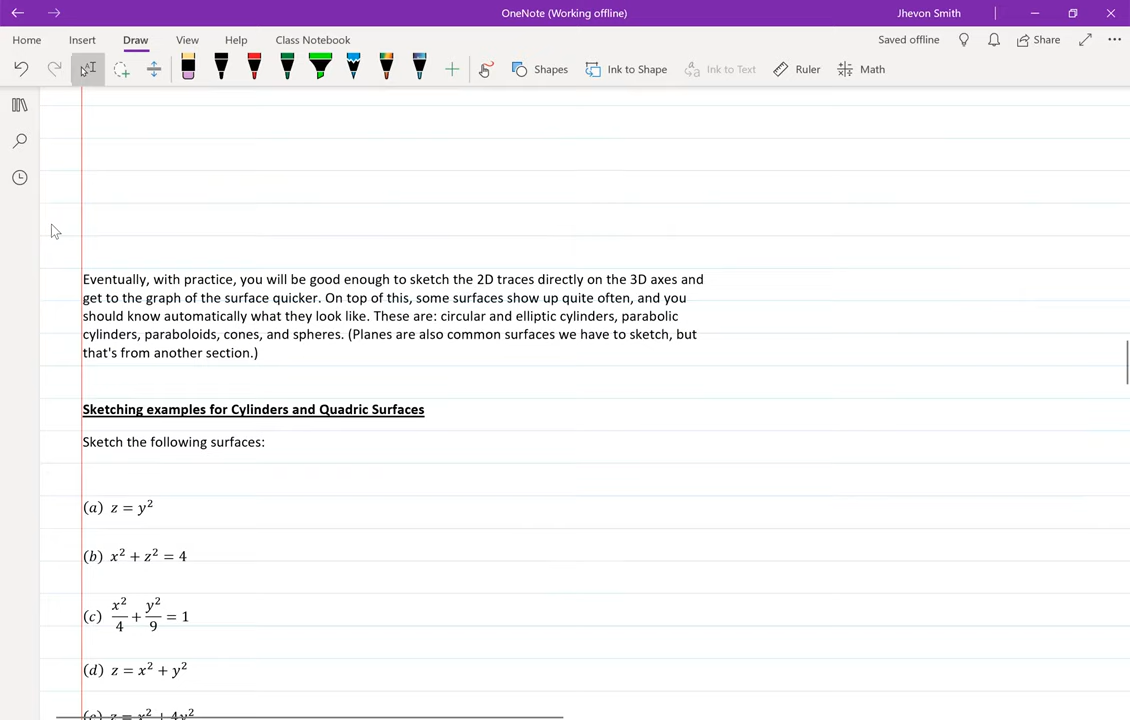 OneNote (Working offline)
Jhevon Smith
Home Insert Draw View Help Class Notebook
Saved offline Share
Shapes Ink to Shape Ink to Text Ruler Math
Eventually, with practice, you will be good enough to sketch the 2D traces directly on the 3D axes and
get to the graph of the surface quicker. On top of this, some surfaces show up quite often, and you
should know automatically what they look like. These are: circular and elliptic cylinders, parabolic
cylinders, paraboloids, cones, and spheres. (Planes are also common surfaces we have to sketch, but
that's from another section.)
Sketching examples for Cylinders and Quadric Surfaces
Sketch the following surfaces:
(a) z = y²
(b) x² + z² = 4
(c) x²/4 + y²/9 = 1
(d) z = x² + y²
(e) z = x² + 4y²